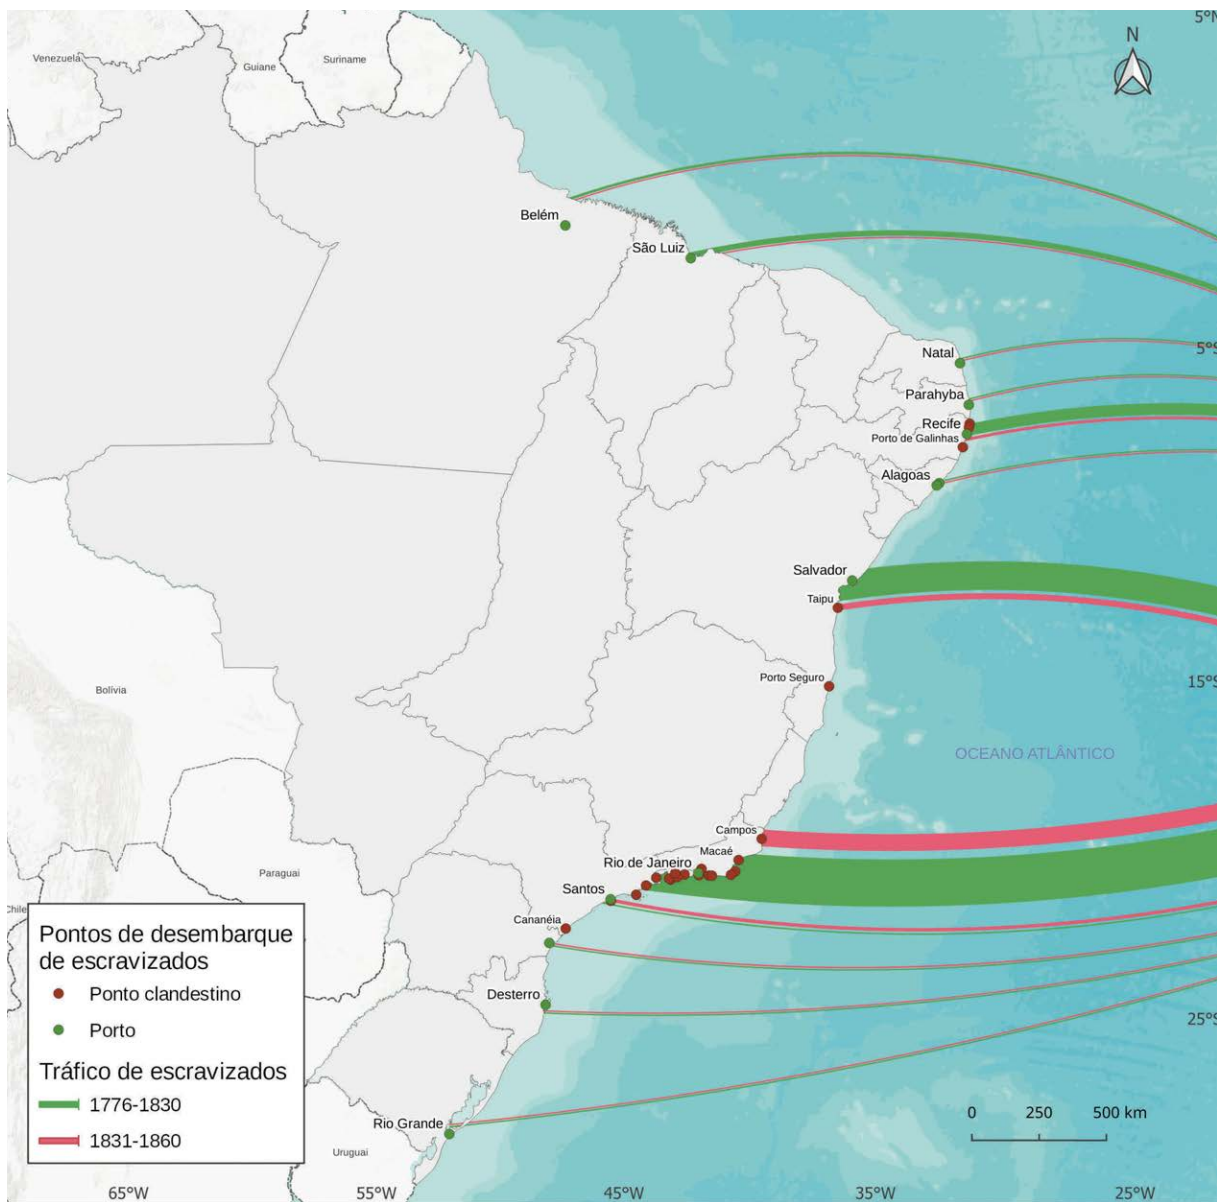 5°N
Venezuela
Guiane
Suriname
N
Belém
São Luiz
Natal
5°S
Parahyba
Recife
Porto de Galinhas
Alagoas
Salvador
Taipu
Porto Seguro
15°S
Bolívia
OCEANO ATLÂNTICO
Campos
Macaé
Rio de Janeiro
Paraguai
Santos
Chile
Cananéia
Desterro
25°S
Rio Grande
Uruguai
Pontos de desembarque
de escravizados
Ponto clandestino
Porto
Tráfico de escravizados
1776-1830
1831-1860
0 250 500 km
65°W 55°W 45°W 35°W 25°W